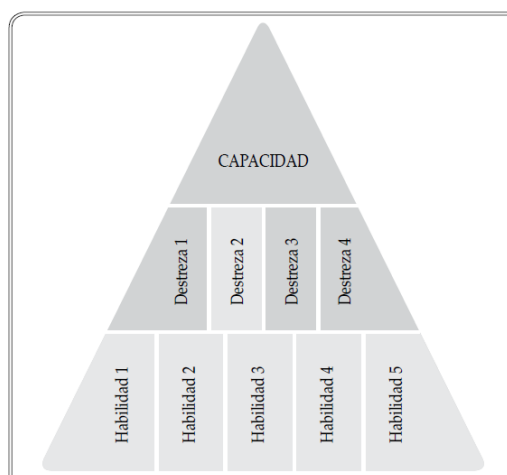 CAPACIDAD
Destreza 1
Destreza 2
Destreza 3
Destreza 4
Habilidad 1
Habilidad 2
Habilidad 3
Habilidad 4
Habilidad 5